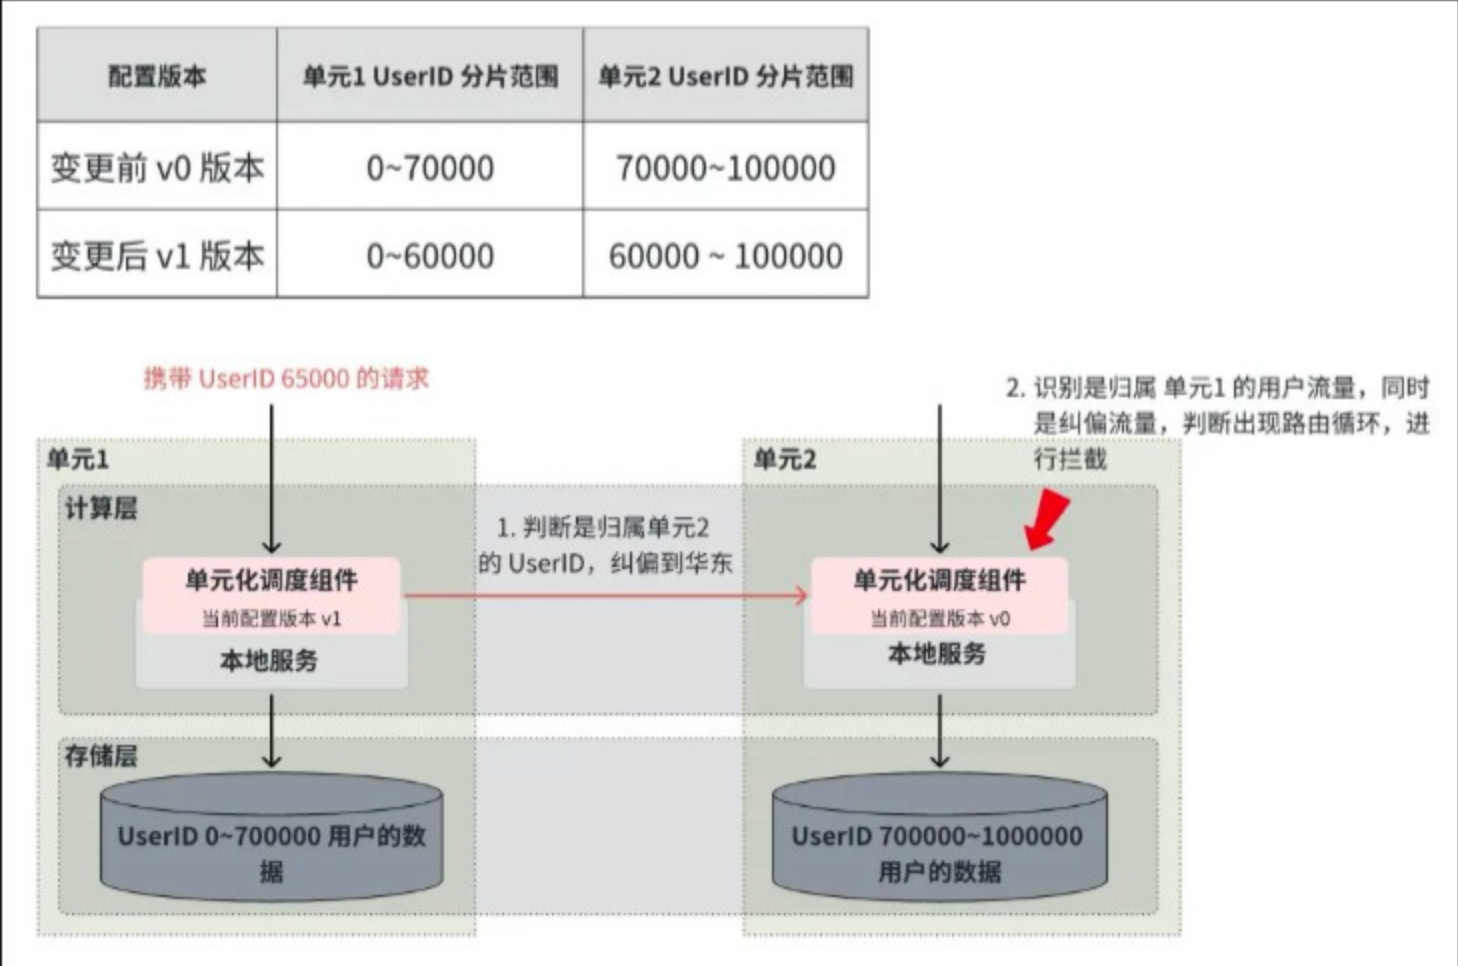 配置版本 单元1 UserID 分片范围 单元2 UserID 分片范围
变更前 v0 版本 0~70000 70000~100000
变更后 v1 版本 0~60000 60000 ~ 100000
携带 UserID 65000 的请求
2. 识别是归属 单元1 的用户流量，同时
是纠偏流量，判断出现路由循环，进
行拦截
单元1
单元2
计算层
1. 判断是归属单元2
的 UserID，纠偏到华东
单元化调度组件
当前配置版本 v1
本地服务
单元化调度组件
当前配置版本 v0
本地服务
存储层
UserID 0~700000 用户的数
据
UserID 700000~1000000
用户的数据